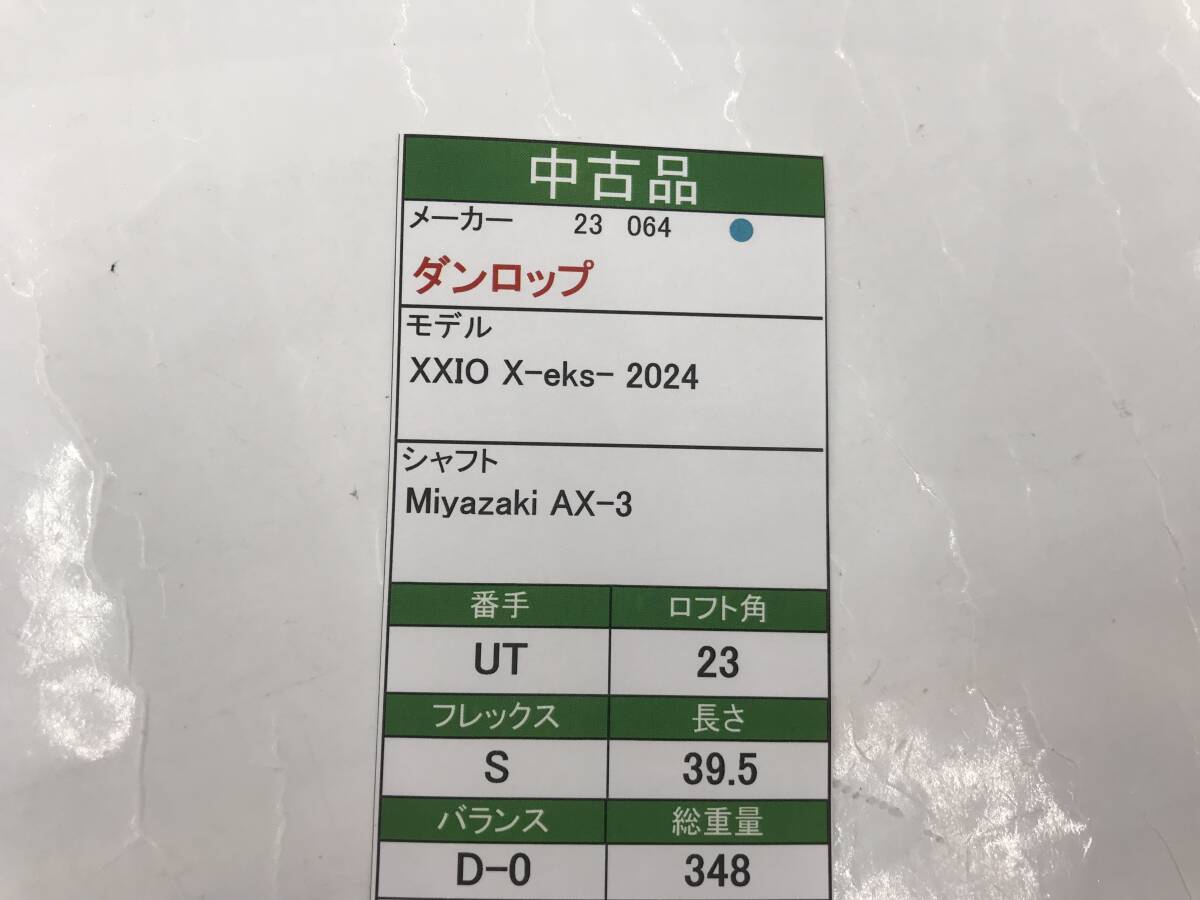 中古品
メーカー 23 064
ダンロップ
モデル
XXIO X-eks- 2024
シャフト
Miyazaki AX-3
番手 ロフト角
UT 23
フレックス 長さ
S 39.5
バランス 総重量
D-0 348